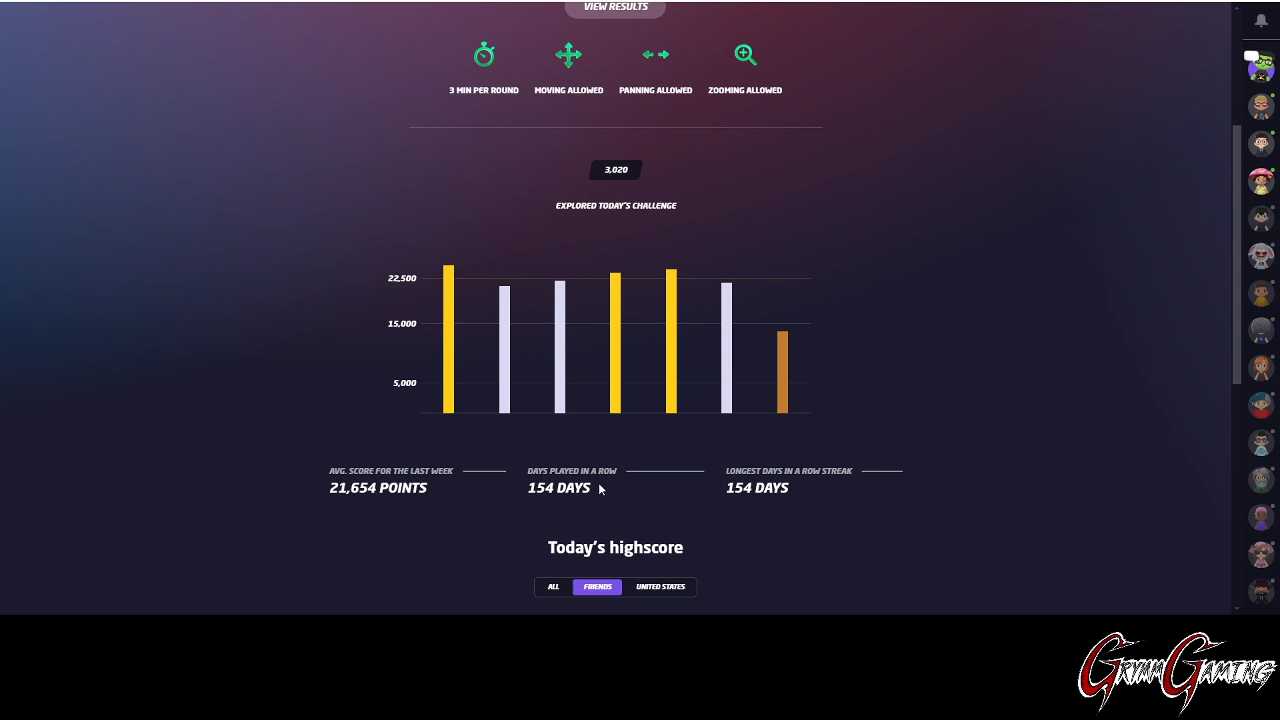 VIEW RESULTS
3 MIN PER ROUND MOVING ALLOWED PANNING ALLOWED ZOOMING ALLOWED
3,020
EXPLORED TODAY'S CHALLENGE
22,500
15,000
5,000
AVG. SCORE FOR THE LAST WEEK
21,654 POINTS
DAYS PLAYED IN A ROW
154 DAYS
LONGEST DAYS IN A ROW STREAK
154 DAYS
Today's highscore
ALL FRIENDS UNITED STATES
GRIMMGAMING